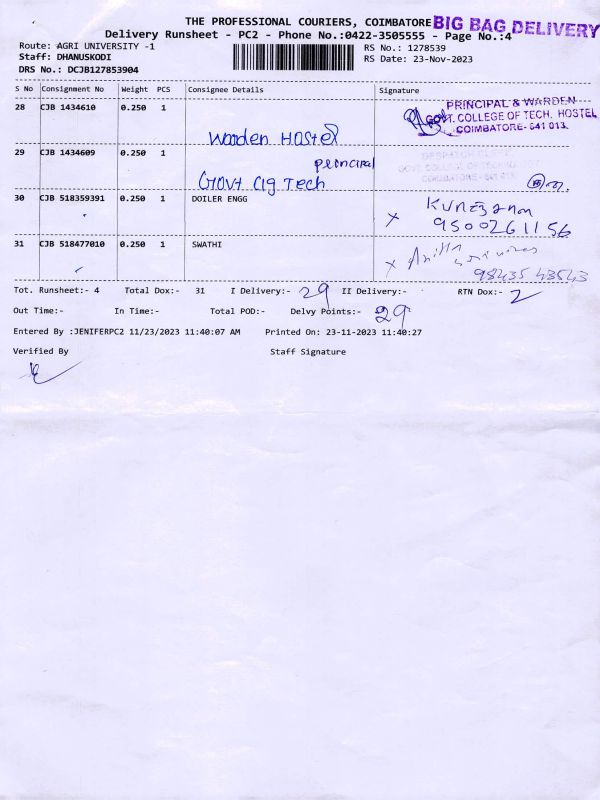 THE PROFESSIONAL COURIERS, COIMBATORE BIG BAG DELIVERY
Delivery Runsheet - PC2 - Phone No.:0422-3505555 - Page No.:4
Route: AGRI UNIVERSITY -1 RS No.: 1278539
Staff: DHANUSKODI RS Date: 23-Nov-2023
DRS No.: DCJB127853904
S No Consignment No Weight PCS Consignee Details Signature
28 CJB 1434610 0.250 1
PRINCIPAL & WARDEN
GOVT. COLLEGE OF TECH. HOSTEL
COIMBATORE- 641 013.
Warden Hostel
29 CJB 1434609 0.250 1
principal
Govt Clg Tech
30 CJB 518359391 0.250 1 DOILER ENGG
9500261156
31 CJB 518477010 0.250 1 SWATHI
98435 43543
Tot. Runsheet:- 4 Total Dox:- 31 I Delivery:- 29 II Delivery:- RTN Dox:- 2
Out Time:- In Time:- Total POD:- Delvy Points:- 29
Entered By :JENIFERPC2 11/23/2023 11:40:07 AM Printed On: 23-11-2023 11:40:27
Verified By Staff Signature